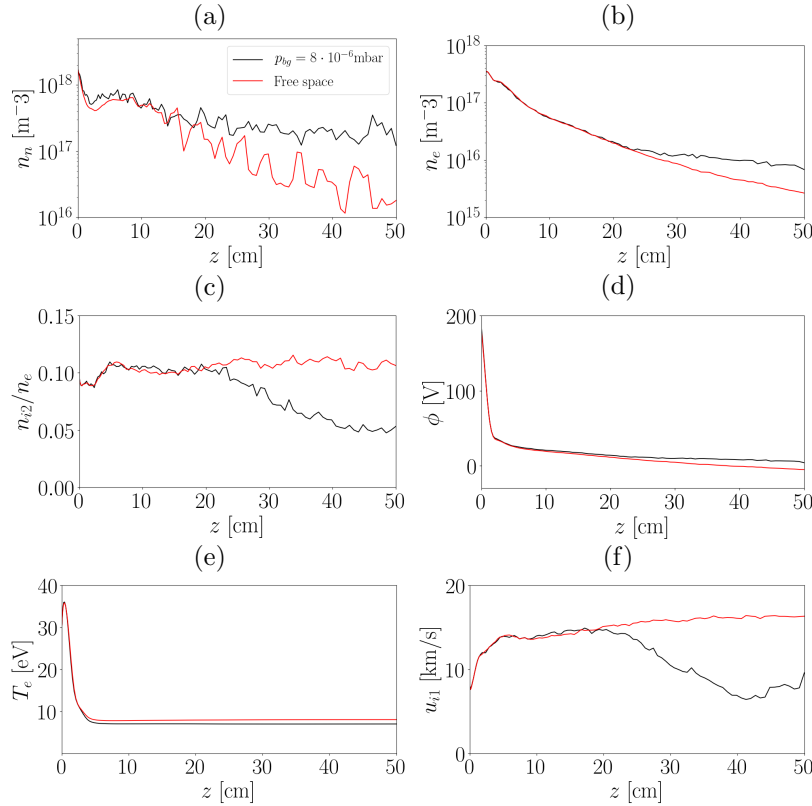 (a)
(b)
n_n [m−3]
10^18
10^17
10^16
p_bg = 8 · 10^−6 mbar
Free space
0 10 20 30 40 50
z [cm]
n_e [m−3]
10^18
10^17
10^16
10^15
0 10 20 30 40 50
z [cm]
(c)
(d)
n_i2/n_e
0.15
0.10
0.05
0.00
0 10 20 30 40 50
z [cm]
ϕ [V]
200
100
0
0 10 20 30 40 50
z [cm]
(e)
(f)
T_e [eV]
40
30
20
10
0 10 20 30 40 50
z [cm]
u_i1 [km/s]
20
10
0
0 10 20 30 40 50
z [cm]